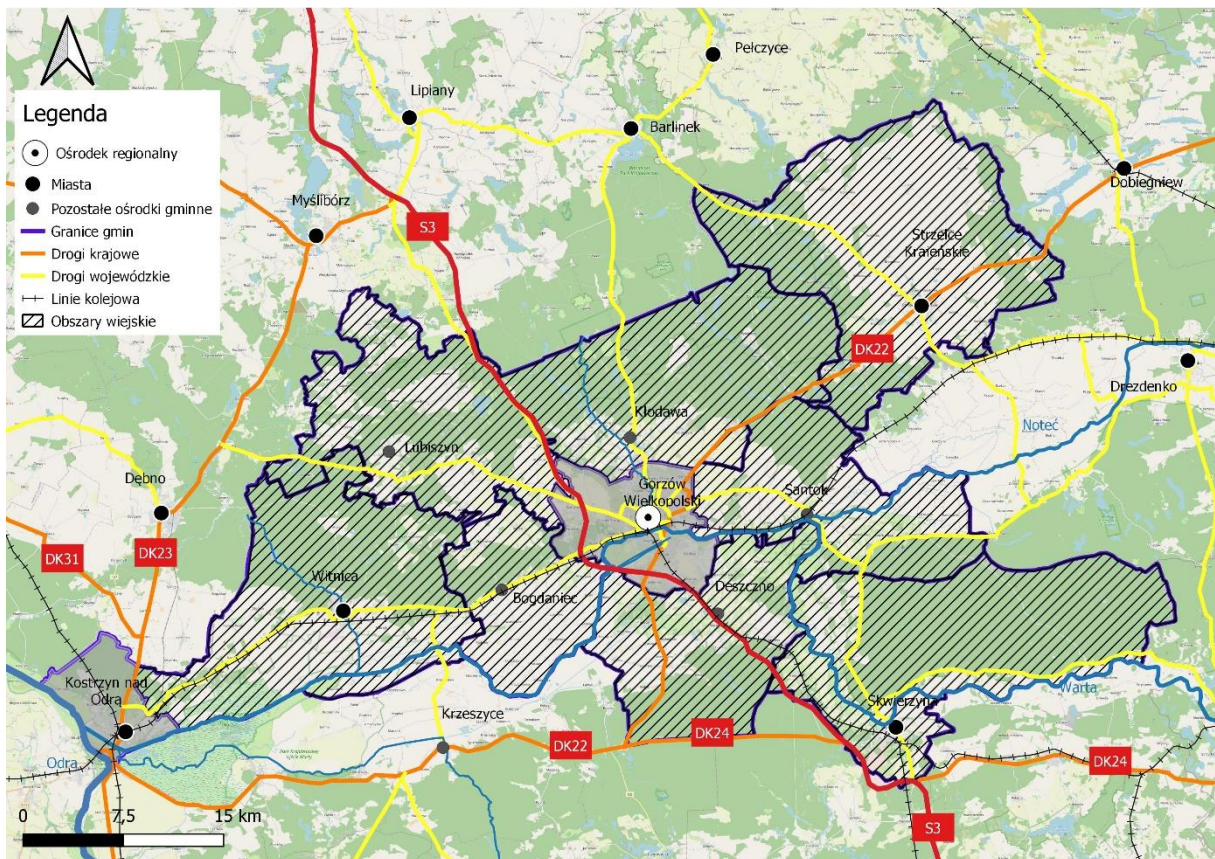 Pełczyce
Lipiany
Barlinek
Legenda
Ośrodek regionalny
Miasta
Pozostałe ośrodki gminne
Granice gmin
Drogi krajowe
Drogi wojewódzkie
Linie kolejowa
Obszary wiejskie
Myślibórz
S3
Dobiegniew
Strzelce
Krajeńskie
DK22
Drezdenko
Kłodawa
Noteć
Lubiszyn
Dębno
Gorzów
Wielkopolski
Santok
DK31
DK23
Witnica
Bogdaniec
Deszczno
Kostrzyn nad
Odrą
Skwierzyna
Warta
Krzeszyce
DK22
DK24
Odra
DK24
0
7,5
15 km
S3